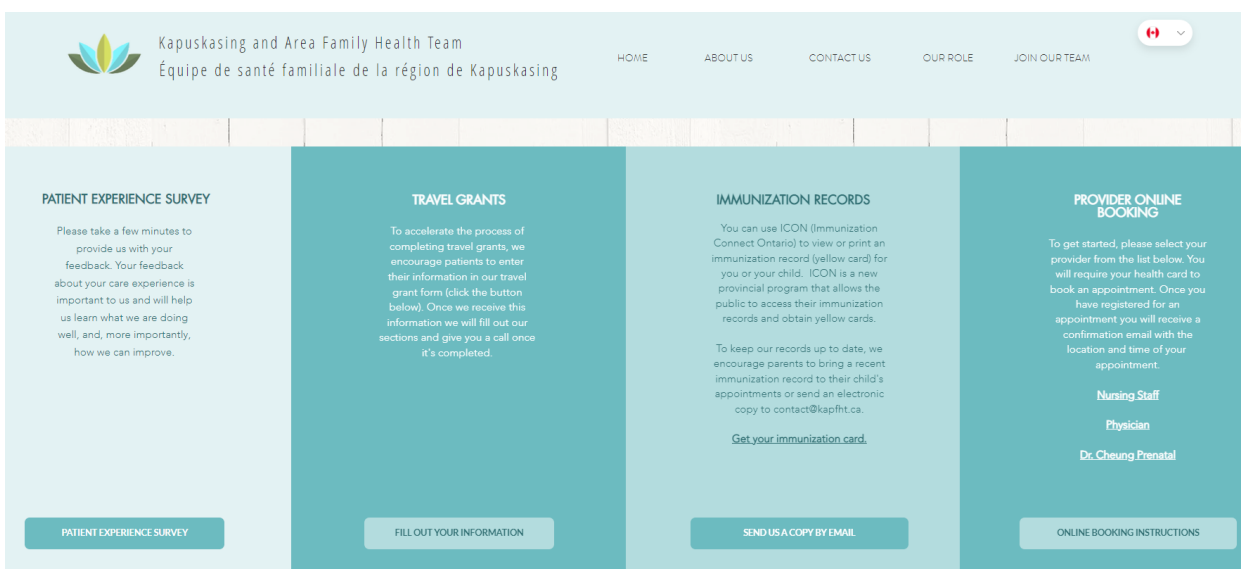 Kapuskasing and Area Family Health Team
Équipe de santé familiale de la région de Kapuskasing
HOME
ABOUT US
CONTACT US
OUR ROLE
JOIN OUR TEAM
PATIENT EXPERIENCE SURVEY
Please take a few minutes to
provide us with your
feedback. Your feedback
about your care experience is
important to us and will help
us learn what we are doing
well, and, more importantly,
how we can improve.
PATIENT EXPERIENCE SURVEY
TRAVEL GRANTS
To accelerate the process of
completing travel grants, we
encourage patients to enter
their information in our travel
grant form (click the button
below). Once we receive this
information we will fill out our
sections and give you a call once
it's completed.
FILL OUT YOUR INFORMATION
IMMUNIZATION RECORDS
You can use ICON (Immunization
Connect Ontario) to view or print an
immunization record (yellow card) for
you or your child. ICON is a new
provincial program that allows the
public to access their immunization
records and obtain yellow cards.
To keep our records up to date, we
encourage parents to bring a recent
immunization record to their child's
appointments or send an electronic
copy to contact@kapfht.ca.
Get your immunization card.
SEND US A COPY BY EMAIL
PROVIDER ONLINE
BOOKING
To get started, please select your
provider from the list below. You
will require your health card to
book an appointment. Once you
have registered for an
appointment you will receive a
confirmation email with the
location and time of your
appointment.
Nursing Staff
Physician
Dr. Cheung Prenatal
ONLINE BOOKING INSTRUCTIONS